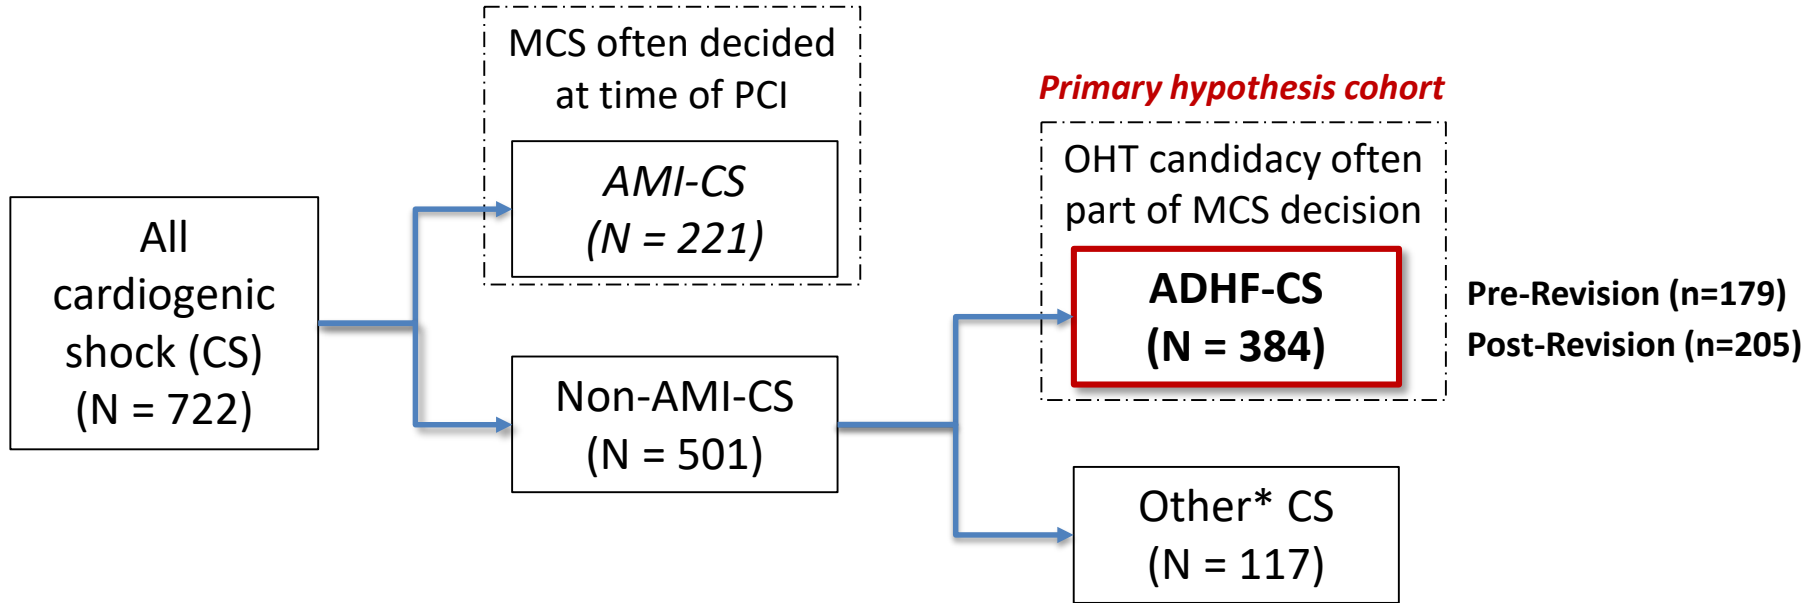 All
cardiogenic
shock (CS)
(N = 722)
MCS often decided
at time of PCI
AMI-CS
(N = 221)
Non-AMI-CS
(N = 501)
Primary hypothesis cohort
OHT candidacy often
part of MCS decision
ADHF-CS
(N = 384)
Pre-Revision (n=179)
Post-Revision (n=205)
Other* CS
(N = 117)